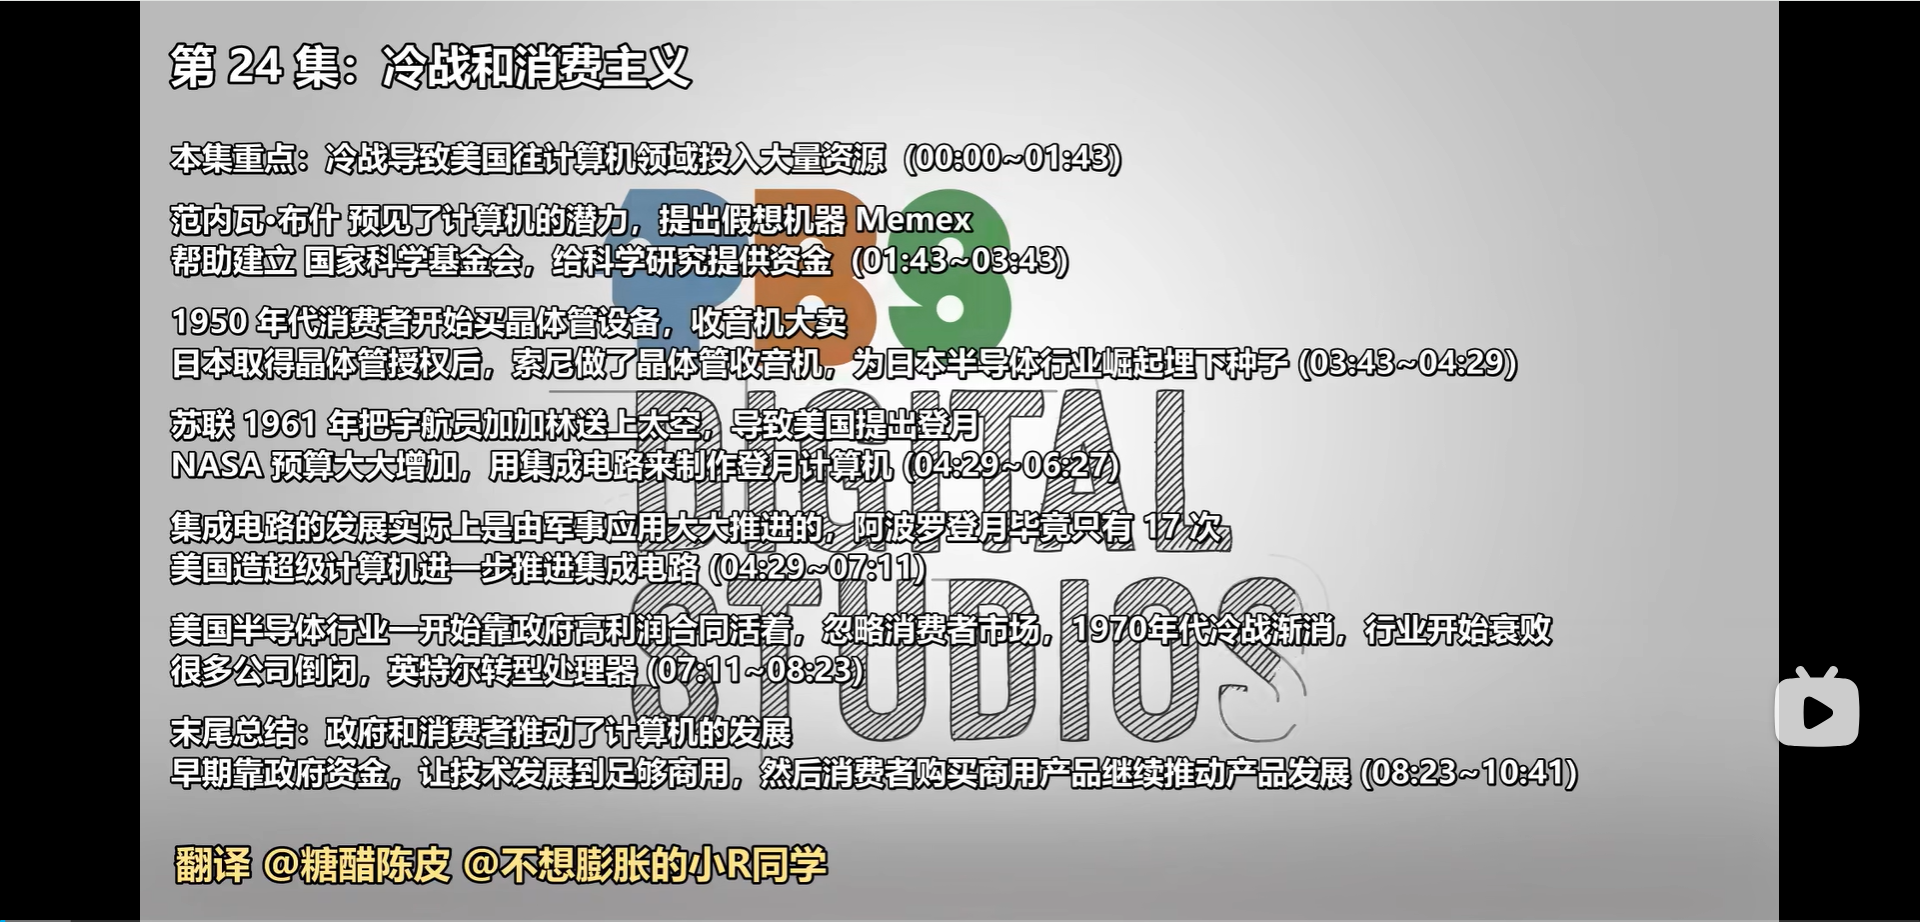 第 24 集：冷战和消费主义
本集重点：冷战导致美国往计算机领域投入大量资源 (00:00~01:43)
范内瓦•布什 预见了计算机的潜力，提出假想机器 Memex
帮助建立 国家科学基金会，给科学研究提供资金 (01:43~03:43)
1950 年代消费者开始买晶体管设备，收音机大卖
日本取得晶体管授权后，索尼做了晶体管收音机，为日本半导体行业崛起埋下种子 (03:43~04:29)
苏联 1961 年把宇航员加加林送上太空，导致美国提出登月
NASA 预算大大增加，用集成电路来制作登月计算机 (04:29~06:27)
集成电路的发展实际上是由军事应用大大推进的，阿波罗登月毕竟只有 17 次
美国造超级计算机进一步推进集成电路 (04:29~07:11)
美国半导体行业一开始靠政府高利润合同活着，忽略消费者市场，1970年代冷战渐消，行业开始衰败
很多公司倒闭，英特尔转型处理器 (07:11~08:23)
末尾总结：政府和消费者推动了计算机的发展
早期靠政府资金，让技术发展到足够商用，然后消费者购买商用产品继续推动产品发展 (08:23~10:41)
翻译 @糖醋陈皮 @不想膨胀的小R同学
PBS
DIGITAL
STUDIOS